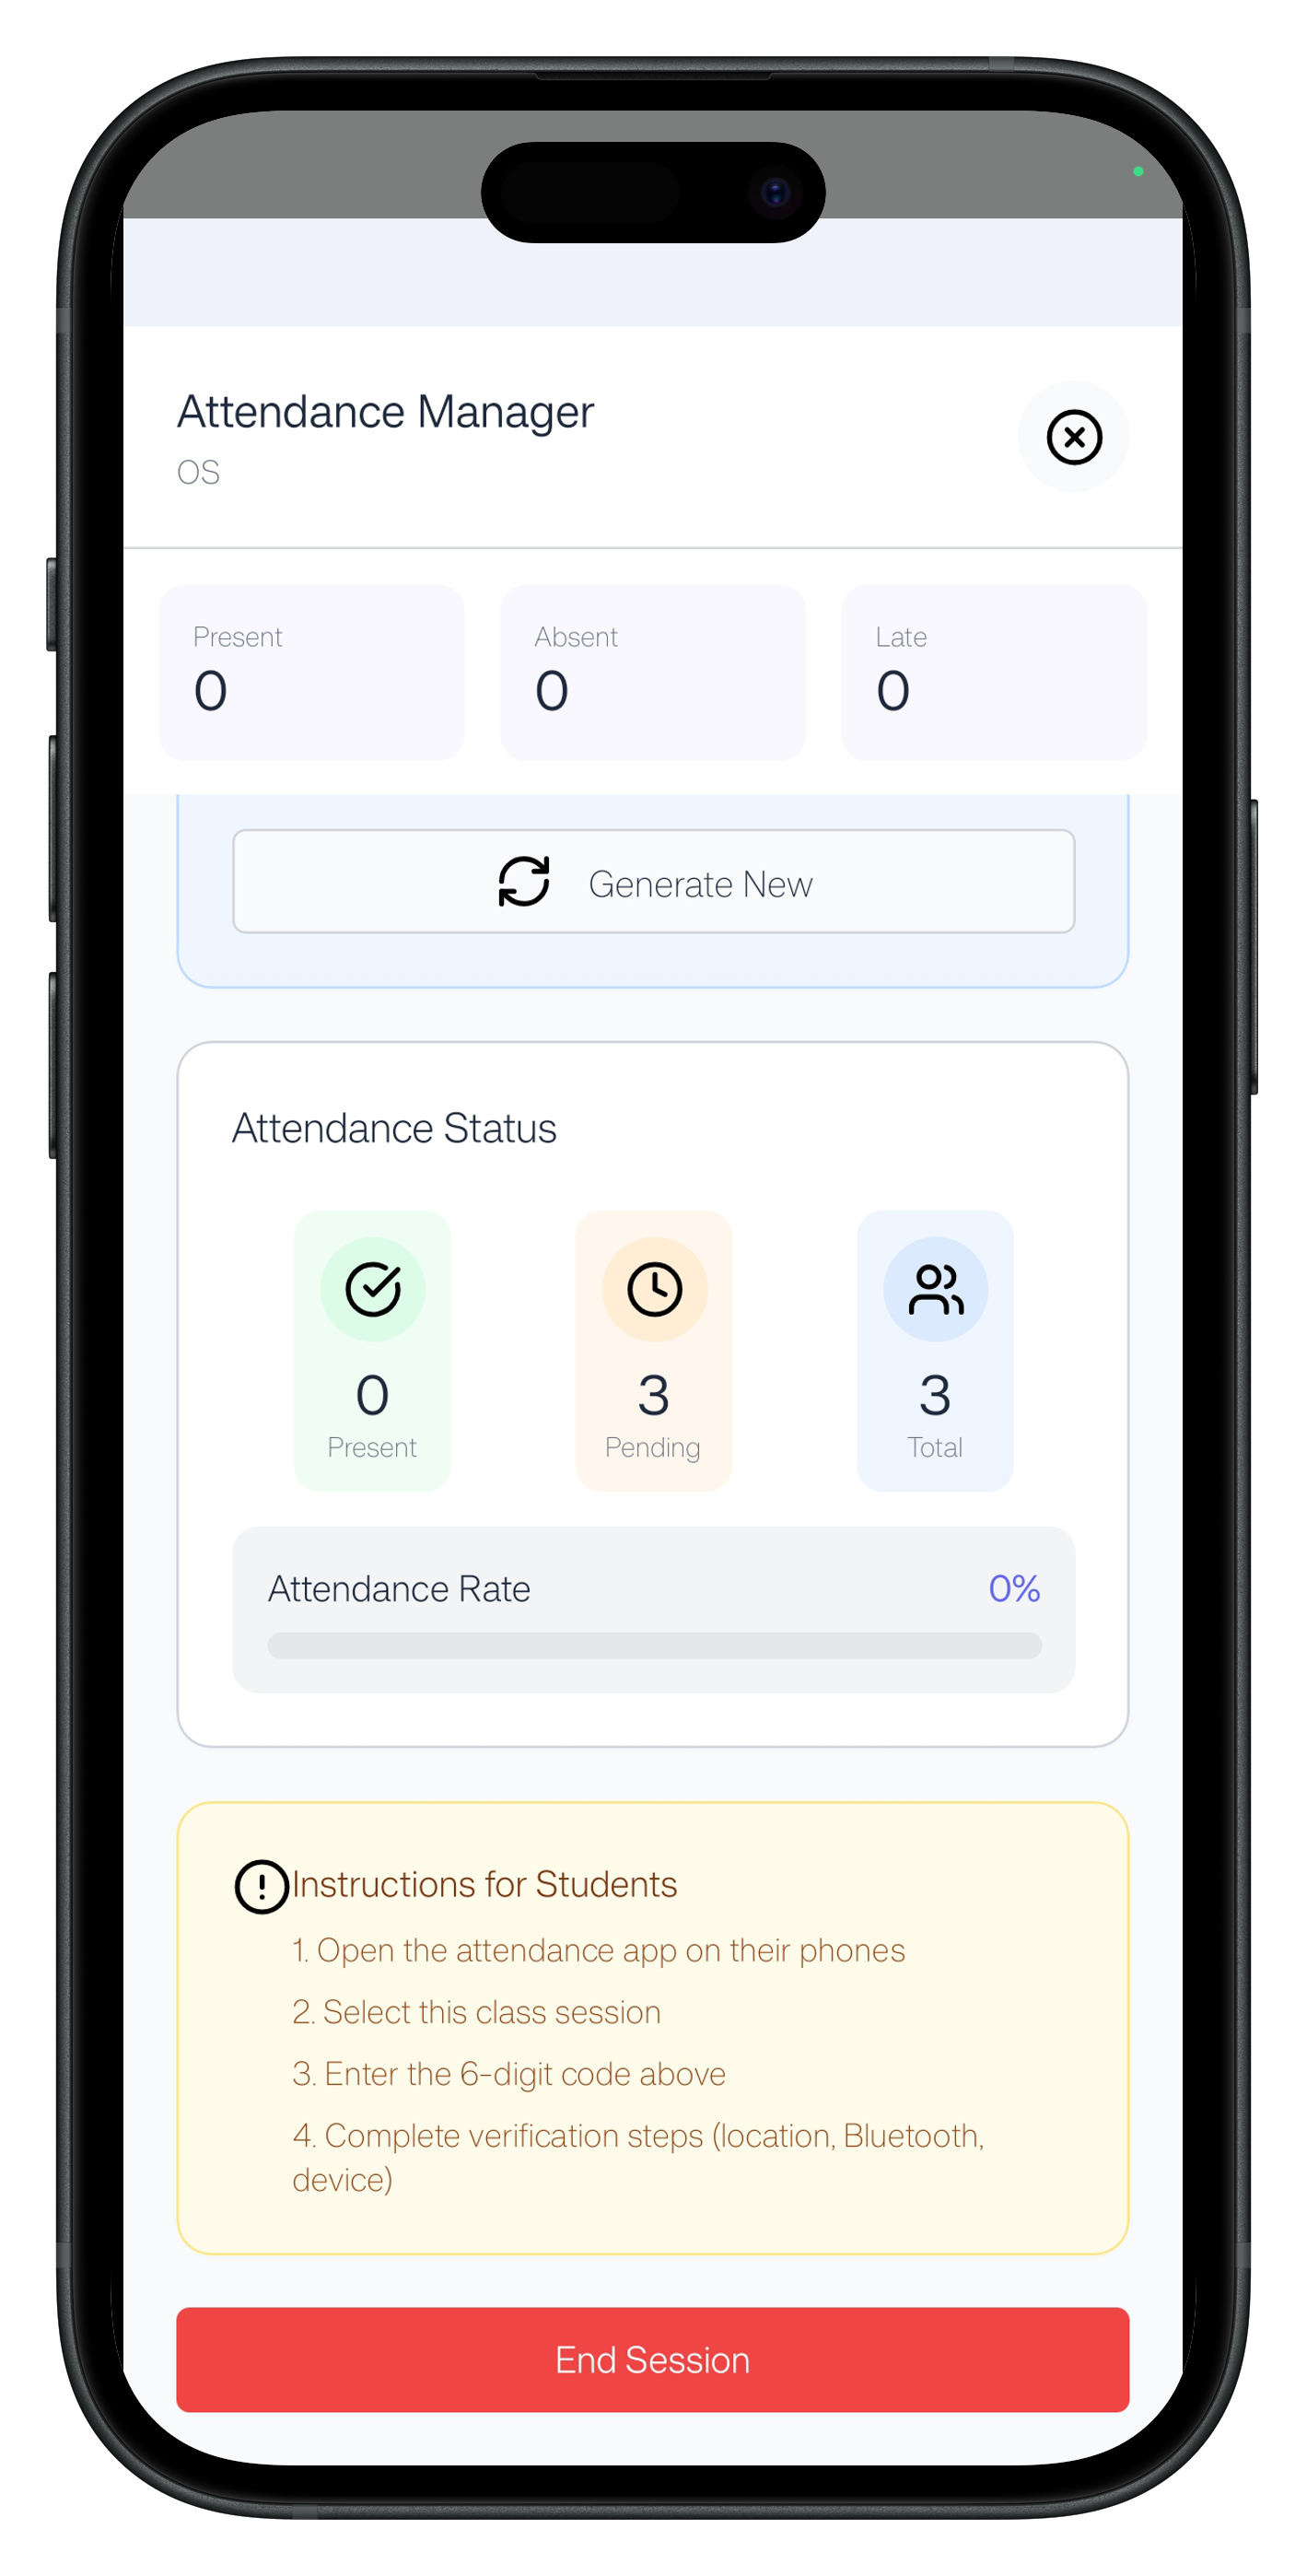 Attendance Manager
OS
Present
Absent
Late
0
0
0
Generate New
Attendance Status
0
3
3
Present
Pending
Total
Attendance Rate
0%
Instructions for Students
1. Open the attendance app on their phones
2. Select this class session
3. Enter the 6-digit code above
4. Complete verification steps (location, Bluetooth,
device)
End Session